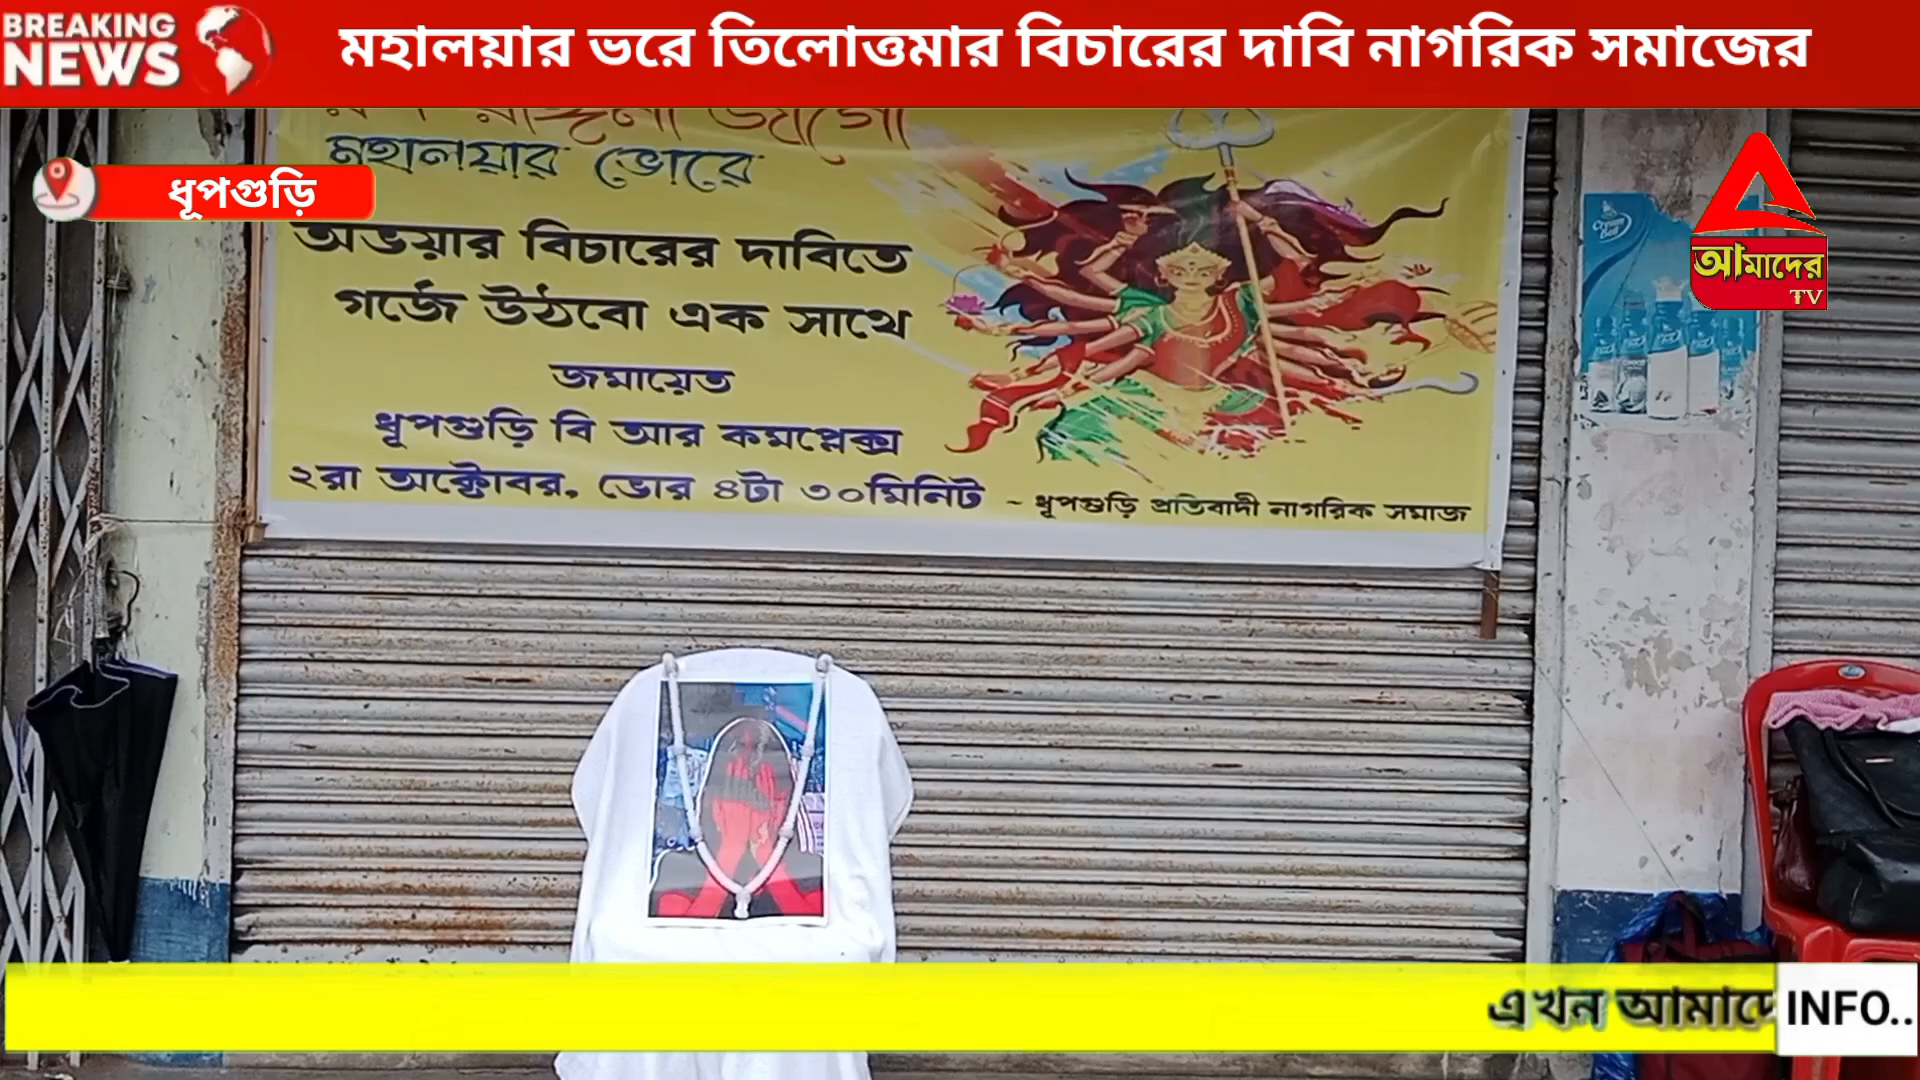 BREAKING
NEWS
মহালয়ার ভরে তিলোত্তমার বিচারের দাবি নাগরিক সমাজের
জাগো
মহালয়ার ভোরে
ধূপগুড়ি
অভয়ার বিচারের দাবিতে
গর্জে উঠবো এক সাথে
জমায়েত
ধূপগুড়ি বি আর কমপ্লেক্স
২রা অক্টোবর, ভোর ৪টা ৩০মিনিট
~ ধূপগুড়ি প্রতিবাদী নাগরিক সমাজ
আমাদের
TV
এখন
INFO..